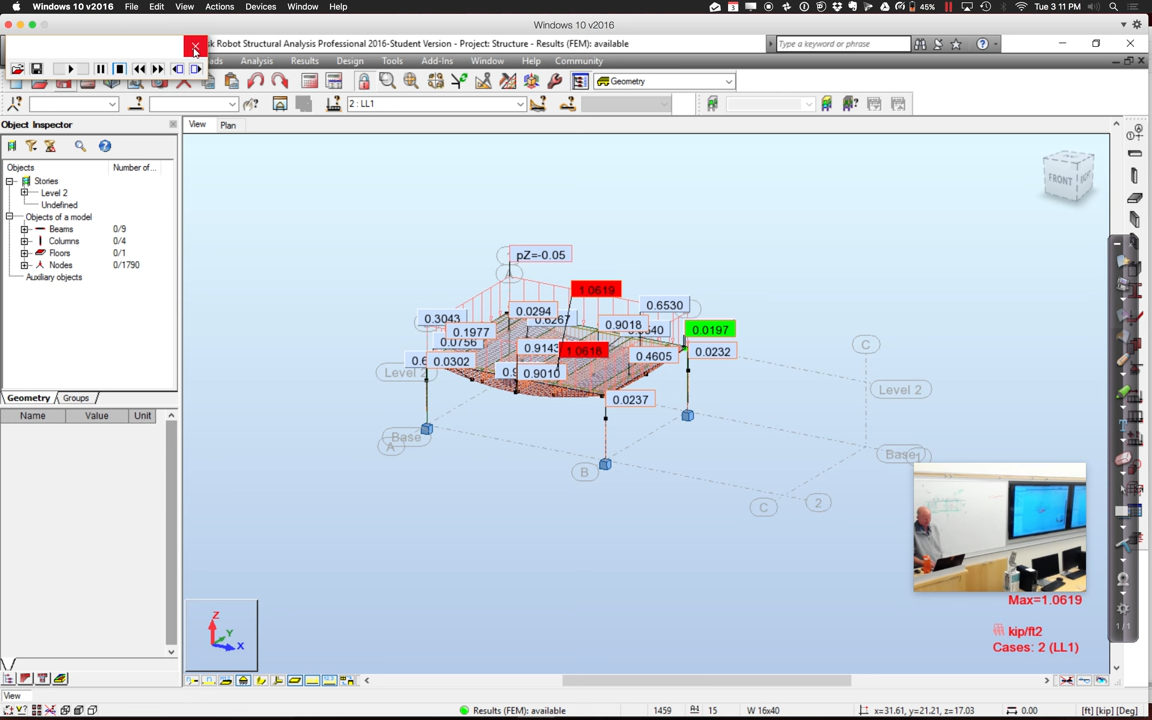 Windows 10 v2016 File Edit View Actions Devices Window Help 45% Tue 3 11 PM
Windows 10 v2016
sk Robot Structural Analysis Professional 2016-Student Version - Project: Structure - Results (FEM): available
Type a keyword or phrase
ads Analysis Results Design Tools Add-Ins Window Help Community
Geometry
2 : LL1
Object Inspector
View Plan
Objects Number of...
Stories
Level 2
Undefined
Objects of a model
Beams 0/9
Columns 0/4
Floors 0/1
Nodes 0/1790
Auxiliary objects
Geometry Groups
Name Value Unit
FRONT
pZ=-0.05
1.0619
0.6530
0.3043
0.0294
0.9018
0.0197
0.1977
0.0756
0.9143
1.0618
0.4605
0.0232
0.0302
0.9010
0.0237
Level 2
C
Level 2
Base
A
Base
B
C
2
Max=1.0619
kip/ft2
Cases: 2 (LL1)
1 / 1
Z
Y
X
View
Results (FEM): available 1459 15 W 16x40 x=31.61, y=21.21, z=17.03 0.00 [ft] [kip] [Deg]